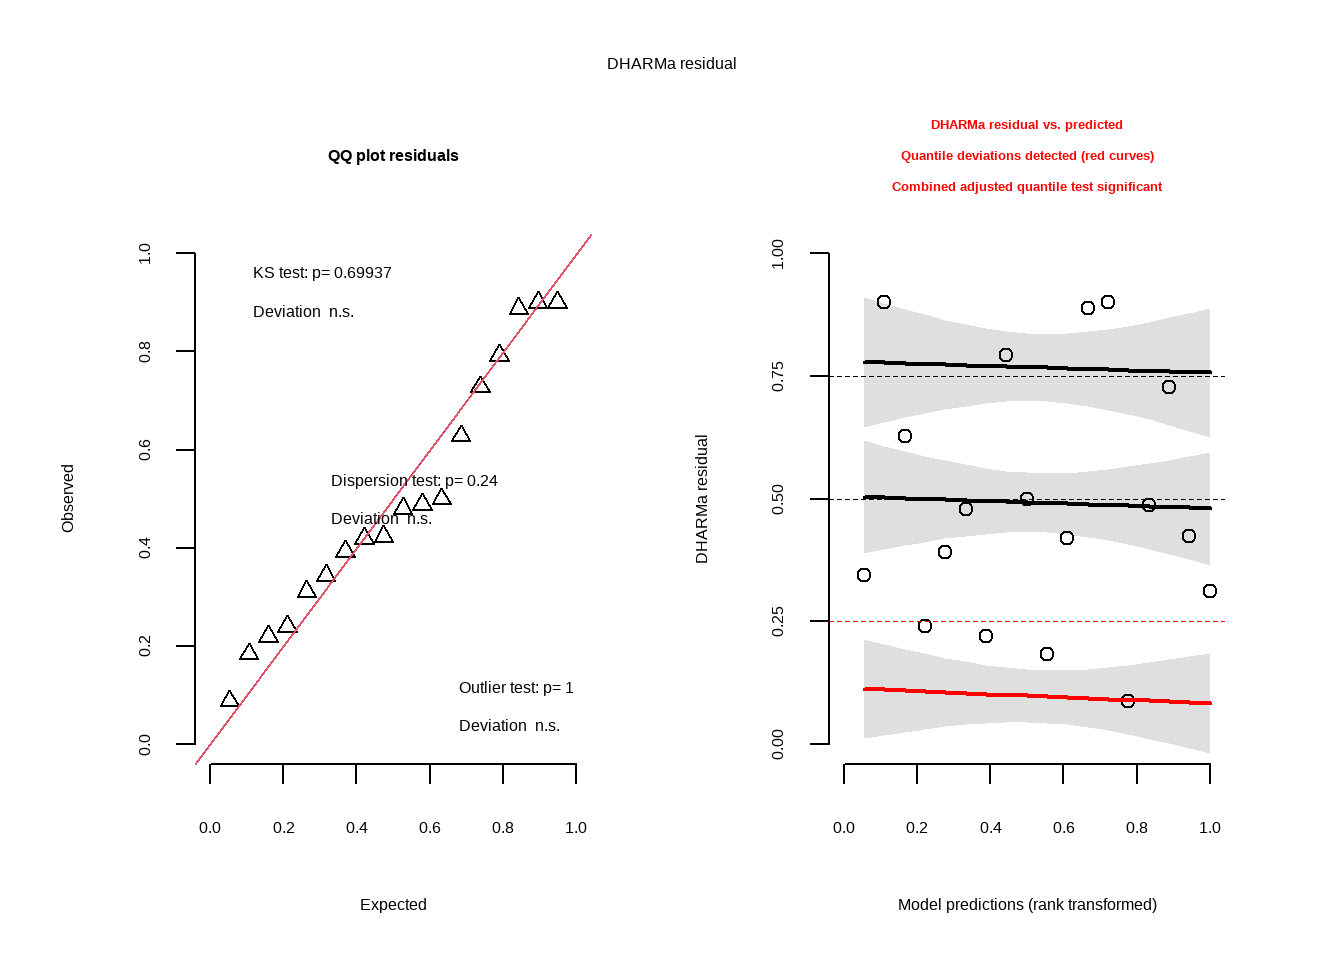 DHARMa residual
QQ plot residuals
KS test: p= 0.69937
Deviation  n.s.
Dispersion test: p= 0.24
Deviation  n.s.
Outlier test: p= 1
Deviation  n.s.
Observed
0.0
0.2
0.4
0.6
0.8
1.0
0.0 0.2 0.4 0.6 0.8 1.0
Expected
DHARMa residual vs. predicted
Quantile deviations detected (red curves)
Combined adjusted quantile test significant
DHARMa residual
0.00
0.25
0.50
0.75
1.00
0.0 0.2 0.4 0.6 0.8 1.0
Model predictions (rank transformed)